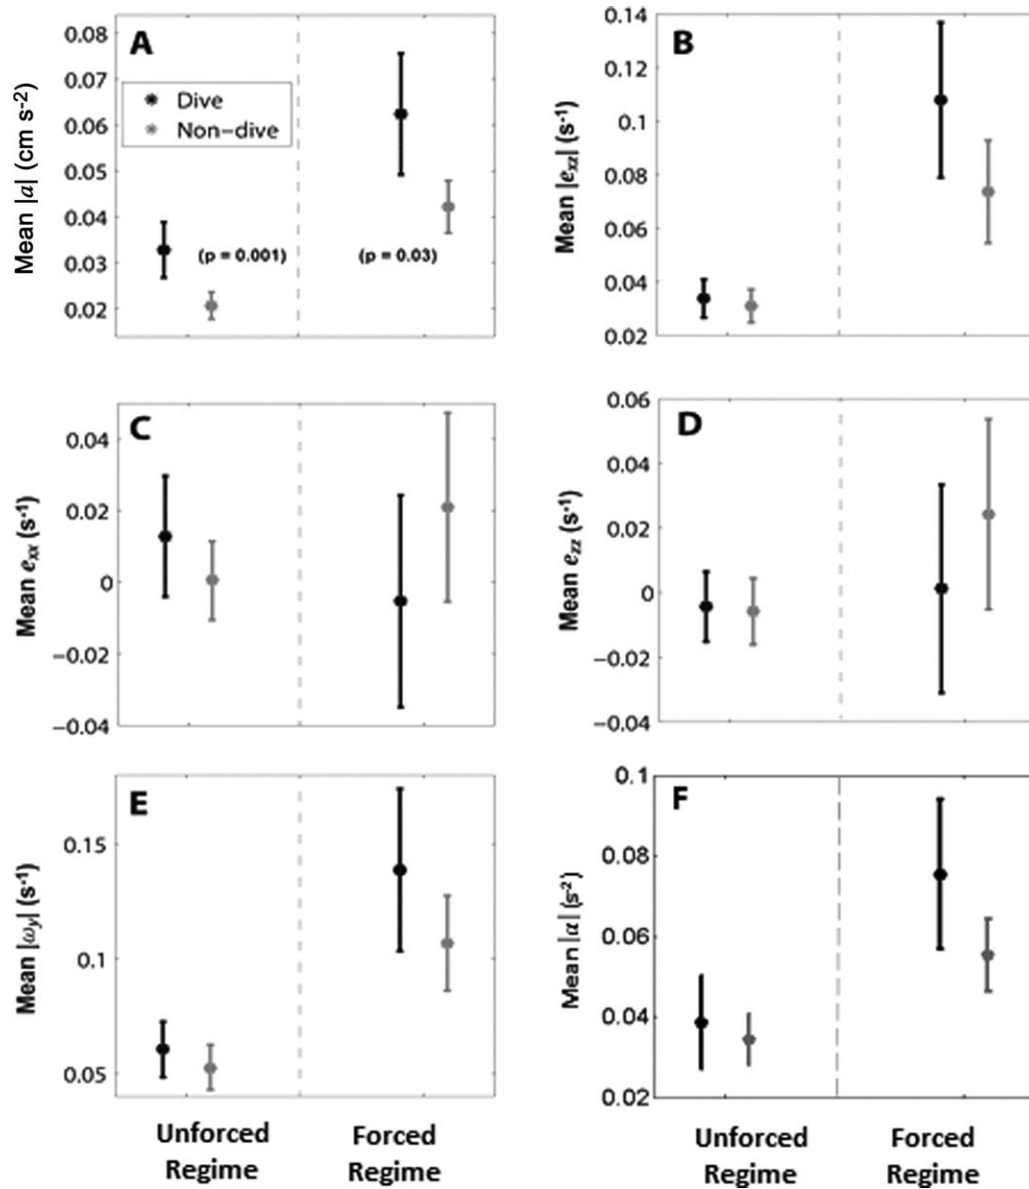 A
Mean |a| (cm s-2)
0.08
0.07
0.06
0.05
0.04
0.03
0.02
Dive
Non-dive
(p = 0.001)
(p = 0.03)
B
Mean |exz| (s-1)
0.14
0.12
0.1
0.08
0.06
0.04
0.02
C
Mean exx (s-1)
0.04
0.02
0
−0.02
−0.04
D
Mean ezz (s-1)
0.06
0.04
0.02
0
−0.02
−0.04
E
Mean |ωy| (s-1)
0.15
0.1
0.05
F
Mean |α| (s-2)
0.1
0.08
0.06
0.04
0.02
Unforced
Regime
Forced
Regime
Unforced
Regime
Forced
Regime